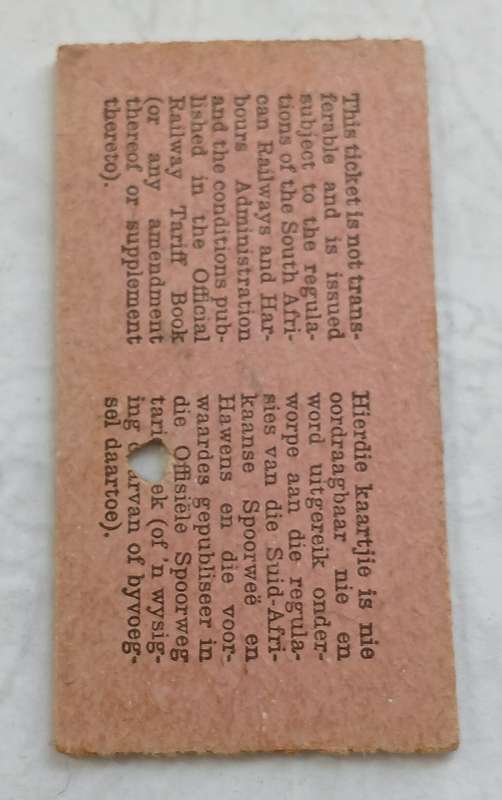 This ticket is not trans-
ferable and is issued
subject to the regula-
tions of the South Afri-
can Railways and Har-
bours Administration
and the conditions pub-
lished in the Official
Railway Tariff Book
(or any amendment
thereof or supplement
thereto).
Hierdie kaartjie is nie
oordraagbaar nie en
word uitgereik onder-
worpe aan die regula-
sies van die Suid-Afri-
kaanse Spoorweë en
Hawens en die voor-
waardes gepubliseer in
die Offisiële Spoorweg
(of 'n wysig-
ing of byvoeg-
sel daartoe).